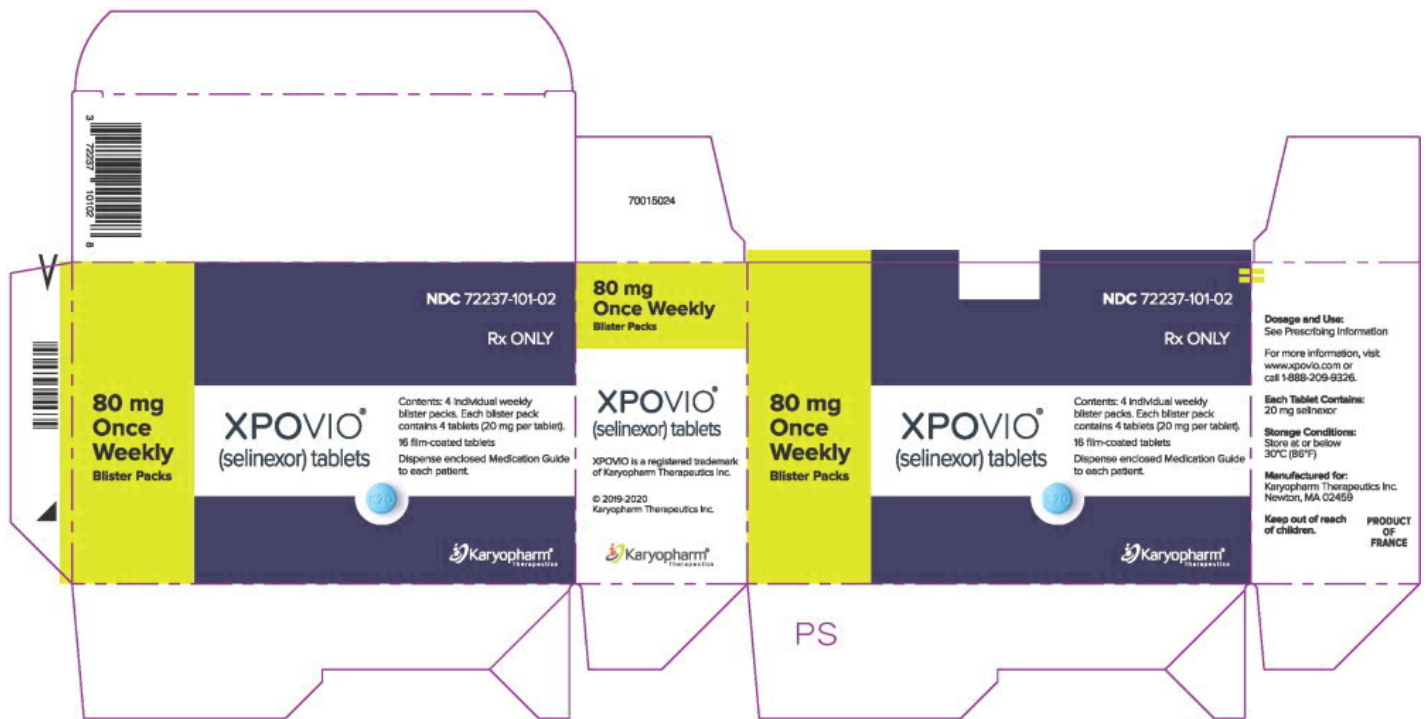 3 72237 10102 8
70015024
80 mg
Once
Weekly
Blister Packs
NDC 72237-101-02
Rx ONLY
XPOVIO®
(selinexor) tablets
Contents: 4 individual weekly
blister packs. Each blister pack
contains 4 tablets (20 mg per tablet).
16 film-coated tablets
Dispense enclosed Medication Guide
to each patient.
K20
Karyopharm®
Therapeutics
80 mg
Once Weekly
Blister Packs
XPOVIO®
(selinexor) tablets
XPOVIO is a registered trademark
of Karyopharm Therapeutics Inc.
© 2019-2020
Karyopharm Therapeutics Inc.
Karyopharm®
Therapeutics
80 mg
Once
Weekly
Blister Packs
NDC 72237-101-02
Rx ONLY
XPOVIO®
(selinexor) tablets
Contents: 4 individual weekly
blister packs. Each blister pack
contains 4 tablets (20 mg per tablet).
16 film-coated tablets
Dispense enclosed Medication Guide
to each patient.
K20
Karyopharm®
Therapeutics
Dosage and Use:
See Prescribing Information
For more information, visit
www.xpovio.com or
call 1-888-209-9326.
Each Tablet Contains:
20 mg selinexor
Storage Conditions:
Store at or below
30°C (86°F)
Manufactured for:
Karyopharm Therapeutics Inc.
Newton, MA 02459
Keep out of reach
of children.
PRODUCT
OF
FRANCE
PS